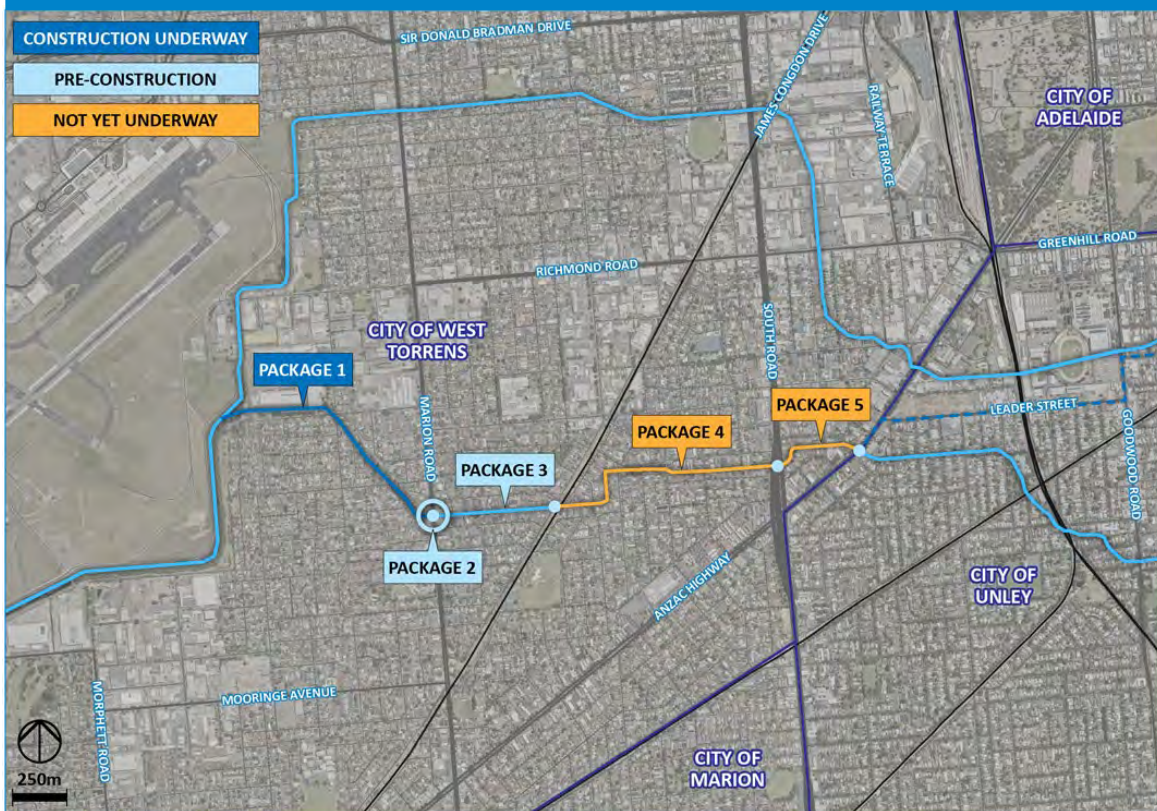 CONSTRUCTION UNDERWAY
PRE-CONSTRUCTION
NOT YET UNDERWAY
SIR DONALD BRADMAN DRIVE
JAMES CONGDON DRIVE
RAILWAY TERRACE
CITY OF
ADELAIDE
GREENHILL ROAD
RICHMOND ROAD
CITY OF WEST
TORRENS
SOUTH ROAD
PACKAGE 1
MARION ROAD
PACKAGE 5
LEADER STREET
GOODWOOD ROAD
PACKAGE 4
PACKAGE 3
PACKAGE 2
ANZAC HIGHWAY
CITY OF
UNLEY
MOORINGE AVENUE
MORPHETT ROAD
CITY OF
MARION
250m